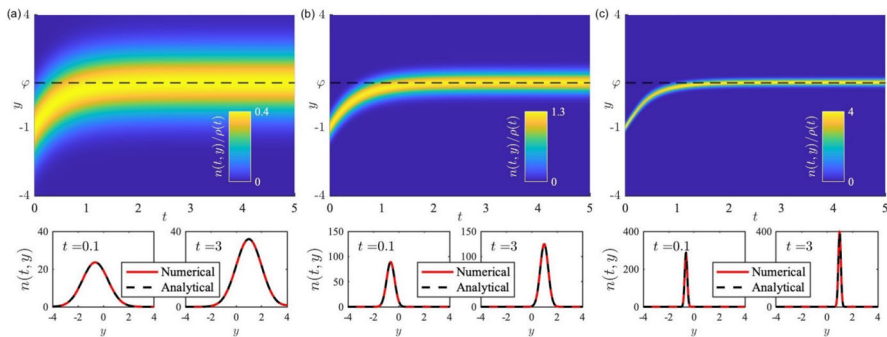 (a)
4
φ
y
-1
-4
0
1
2
3
4
5
t
n(t, y)/ρ(t)
0.4
0
(b)
4
φ
y
-1
-4
0
1
2
3
4
5
t
n(t, y)/ρ(t)
1.3
0
(c)
4
φ
y
-1
-4
0
1
2
3
4
5
t
n(t, y)/ρ(t)
4
0
n(t, y)
40
20
0
t =0.1
-4 -2 0 2 4
y
40
20
0
t =3
-4 -2 0 2 4
y
Numerical
Analytical
n(t, y)
150
100
50
0
t =0.1
-4 -2 0 2 4
y
150
100
50
0
t =3
-4 -2 0 2 4
y
Numerical
Analytical
n(t, y)
400
200
0
t =0.1
-4 -2 0 2 4
y
400
200
0
t =3
-4 -2 0 2 4
y
Numerical
Analytical